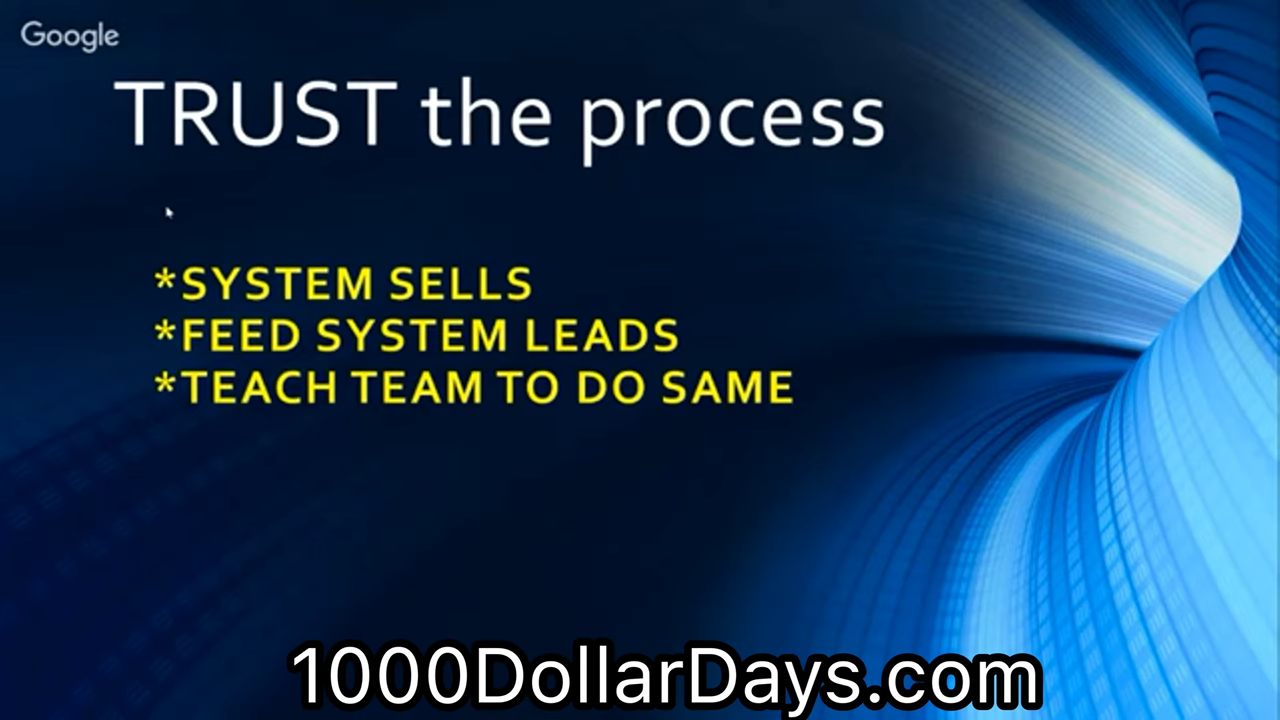 Google
TRUST the process
*SYSTEM SELLS
*FEED SYSTEM LEADS
*TEACH TEAM TO DO SAME
1000DollarDays.com